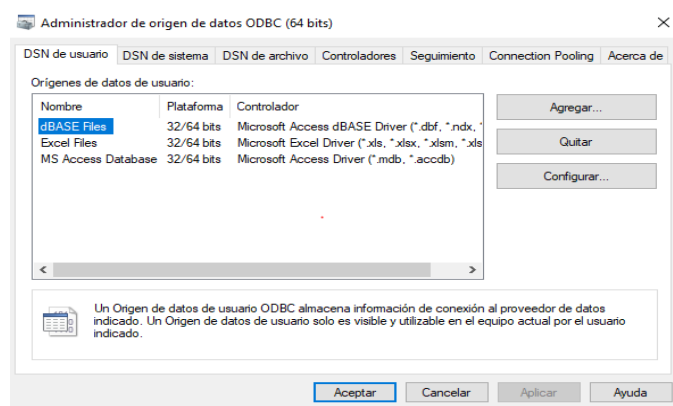 Administrador de origen de datos ODBC (64 bits)
DSN de usuario DSN de sistema DSN de archivo Controladores Seguimiento Connection Pooling Acerca de
Orígenes de datos de usuario:
Nombre Plataforma Controlador
dBASE Files 32/64 bits Microsoft Access dBASE Driver (*.dbf, *.ndx, *
Excel Files 32/64 bits Microsoft Excel Driver (*.xls, *.xlsx, *.xlsm, *.xls
MS Access Database 32/64 bits Microsoft Access Driver (*.mdb, *.accdb)
Agregar...
Quitar
Configurar...
Un Origen de datos de usuario ODBC almacena información de conexión al proveedor de datos
indicado. Un Origen de datos de usuario solo es visible y utilizable en el equipo actual por el usuario
indicado.
Aceptar Cancelar Aplicar Ayuda